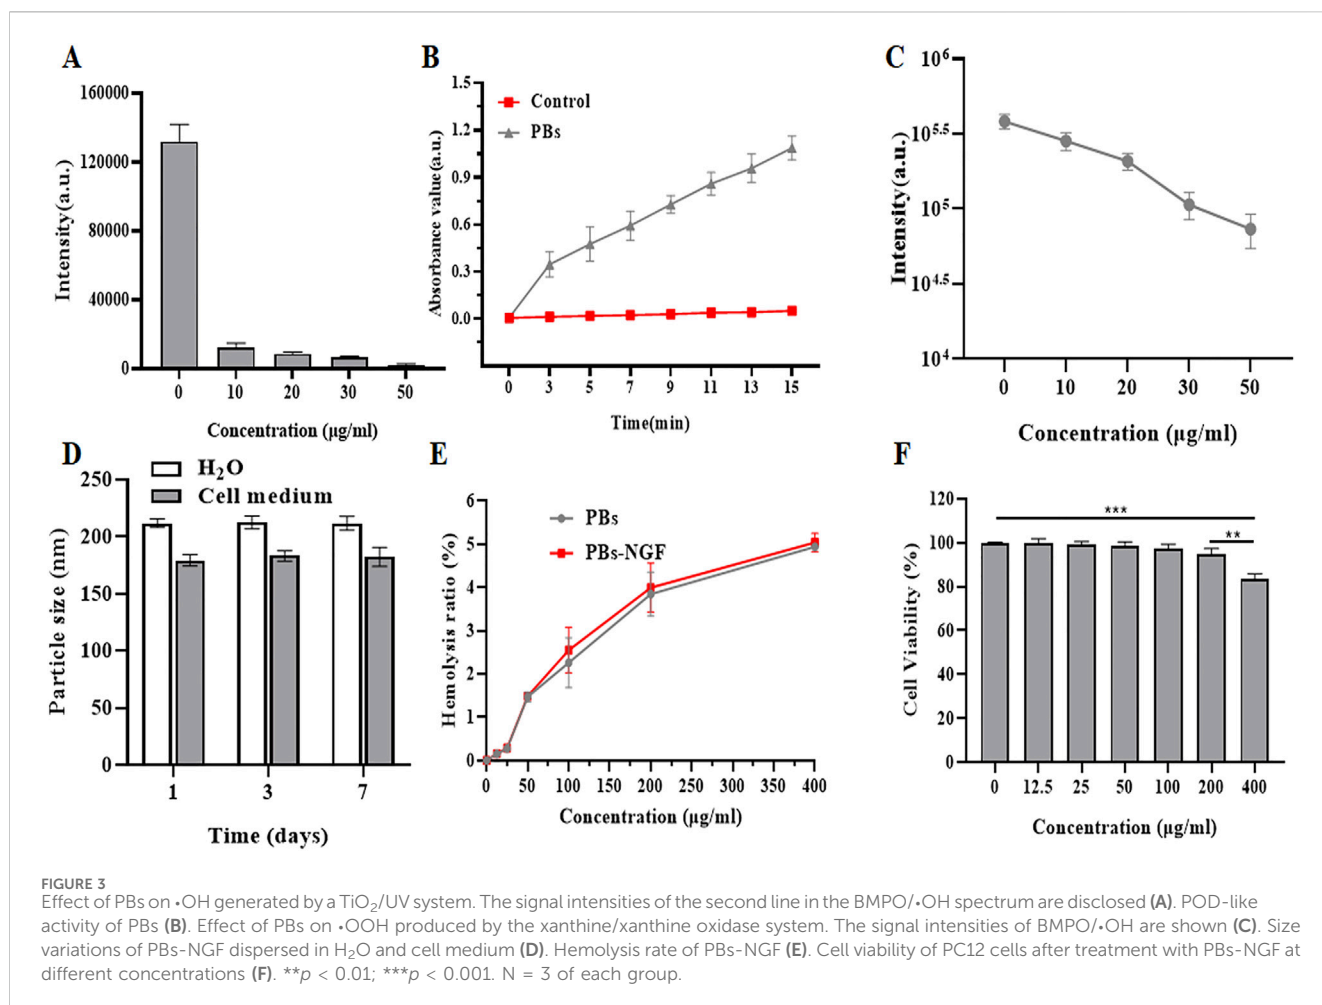 A
160000
120000
80000
40000
0
Intensity(a.u.)
0 10 20 30 50
Concentration (µg/ml)
B
1.5
1.2
0.9
0.6
0.3
0.0
Absorbance value(a.u.)
Control
PBs
0 3 5 7 9 11 13 15
Time(min)
C
10^6
10^5.5
10^5
10^4.5
10^4
Intensity(a.u.)
0 10 20 30 50
Concentration (µg/ml)
D
H₂O
Cell medium
250
200
150
100
50
0
Particle size (nm)
1 3 7
Time (days)
E
6
5
4
3
2
1
0
Hemolysis ratio (%)
PBs
PBs-NGF
0 50 100 150 200 250 300 350 400
Concentration (µg/ml)
F
120
100
80
60
40
20
0
Cell Viability (%)
***
**
0 12.5 25 50 100 200 400
Concentration (µg/ml)
FIGURE 3
Effect of PBs on •OH generated by a TiO₂/UV system. The signal intensities of the second line in the BMPO/•OH spectrum are disclosed (A). POD-like
activity of PBs (B). Effect of PBs on •OOH produced by the xanthine/xanthine oxidase system. The signal intensities of BMPO/•OH are shown (C). Size
variations of PBs-NGF dispersed in H₂O and cell medium (D). Hemolysis rate of PBs-NGF (E). Cell viability of PC12 cells after treatment with PBs-NGF at
different concentrations (F). **p < 0.01; ***p < 0.001. N = 3 of each group.